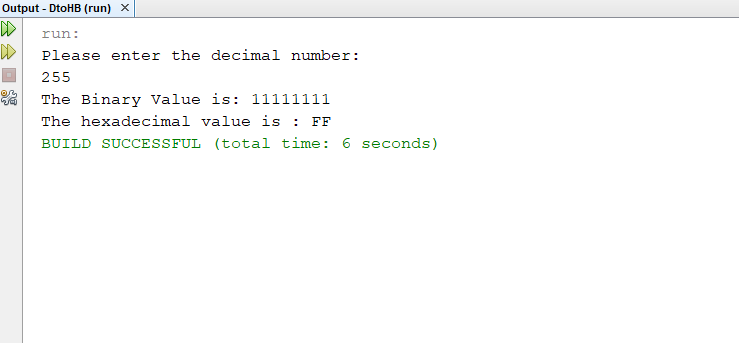 Output - DtoHB (run) ×
run:
Please enter the decimal number:
255
The Binary Value is: 11111111
The hexadecimal value is : FF
BUILD SUCCESSFUL (total time: 6 seconds)